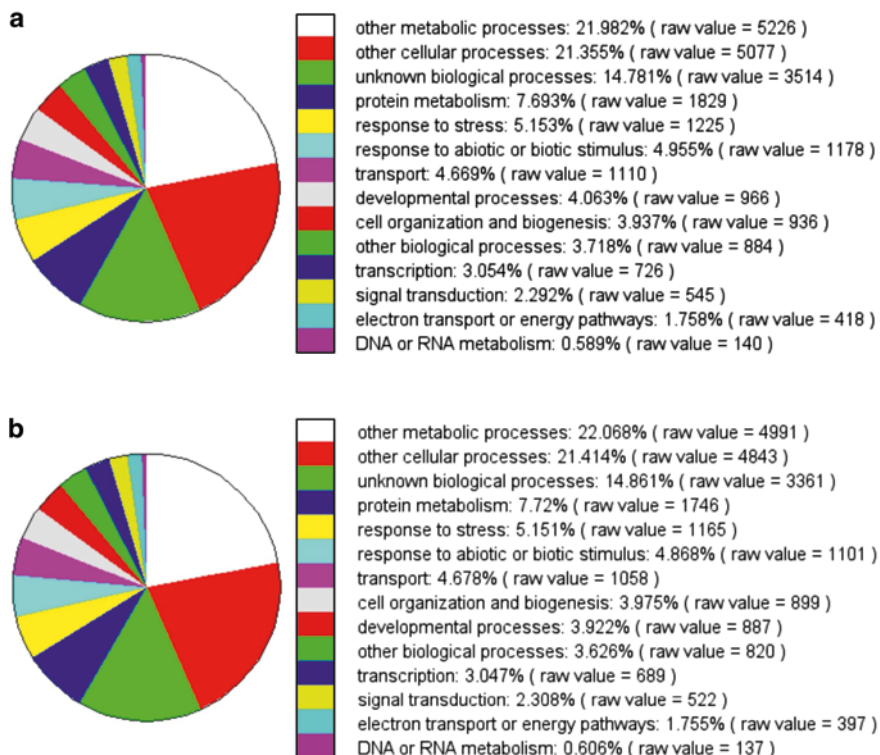 a
other metabolic processes: 21.982% ( raw value = 5226 )
other cellular processes: 21.355% ( raw value = 5077 )
unknown biological processes: 14.781% ( raw value = 3514 )
protein metabolism: 7.693% ( raw value = 1829 )
response to stress: 5.153% ( raw value = 1225 )
response to abiotic or biotic stimulus: 4.955% ( raw value = 1178 )
transport: 4.669% ( raw value = 1110 )
developmental processes: 4.063% ( raw value = 966 )
cell organization and biogenesis: 3.937% ( raw value = 936 )
other biological processes: 3.718% ( raw value = 884 )
transcription: 3.054% ( raw value = 726 )
signal transduction: 2.292% ( raw value = 545 )
electron transport or energy pathways: 1.758% ( raw value = 418 )
DNA or RNA metabolism: 0.589% ( raw value = 140 )
b
other metabolic processes: 22.068% ( raw value = 4991 )
other cellular processes: 21.414% ( raw value = 4843 )
unknown biological processes: 14.861% ( raw value = 3361 )
protein metabolism: 7.72% ( raw value = 1746 )
response to stress: 5.151% ( raw value = 1165 )
response to abiotic or biotic stimulus: 4.868% ( raw value = 1101 )
transport: 4.678% ( raw value = 1058 )
cell organization and biogenesis: 3.975% ( raw value = 899 )
developmental processes: 3.922% ( raw value = 887 )
other biological processes: 3.626% ( raw value = 820 )
transcription: 3.047% ( raw value = 689 )
signal transduction: 2.308% ( raw value = 522 )
electron transport or energy pathways: 1.755% ( raw value = 397 )
DNA or RNA metabolism: 0.606% ( raw value = 137 )